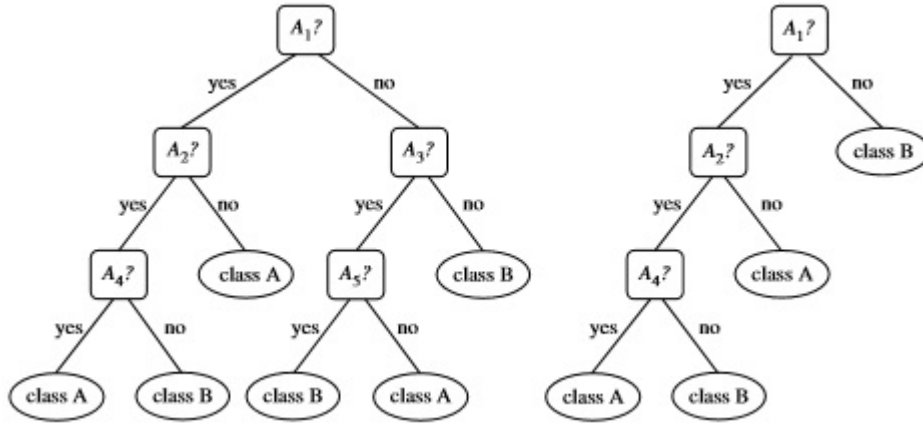 A₁?
A₁?
yes
no
yes
no
A₂?
A₃?
A₂?
class B
yes
no
yes
no
yes
no
A₄?
class A
A₅?
class B
A₄?
class A
yes
no
yes
no
yes
no
class A
class B
class B
class A
class A
class B